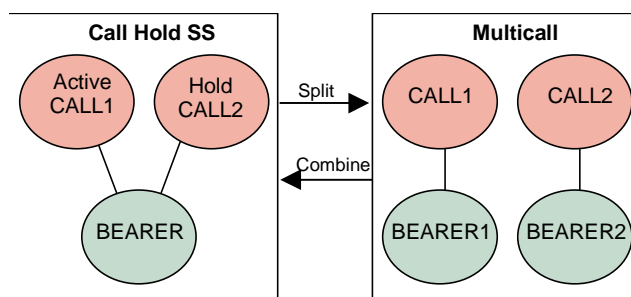 Call Hold SS
Active
CALL1
Hold
CALL2
BEARER
Split
Combine
Multicall
CALL1
CALL2
BEARER1
BEARER2